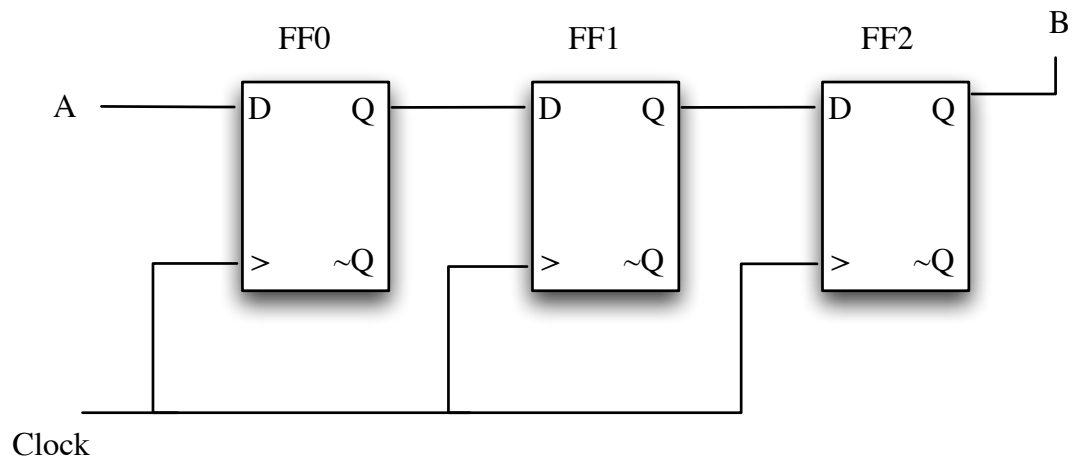 B
FF0 FF1 FF2
A D Q D Q D Q
> ~Q > ~Q > ~Q
Clock